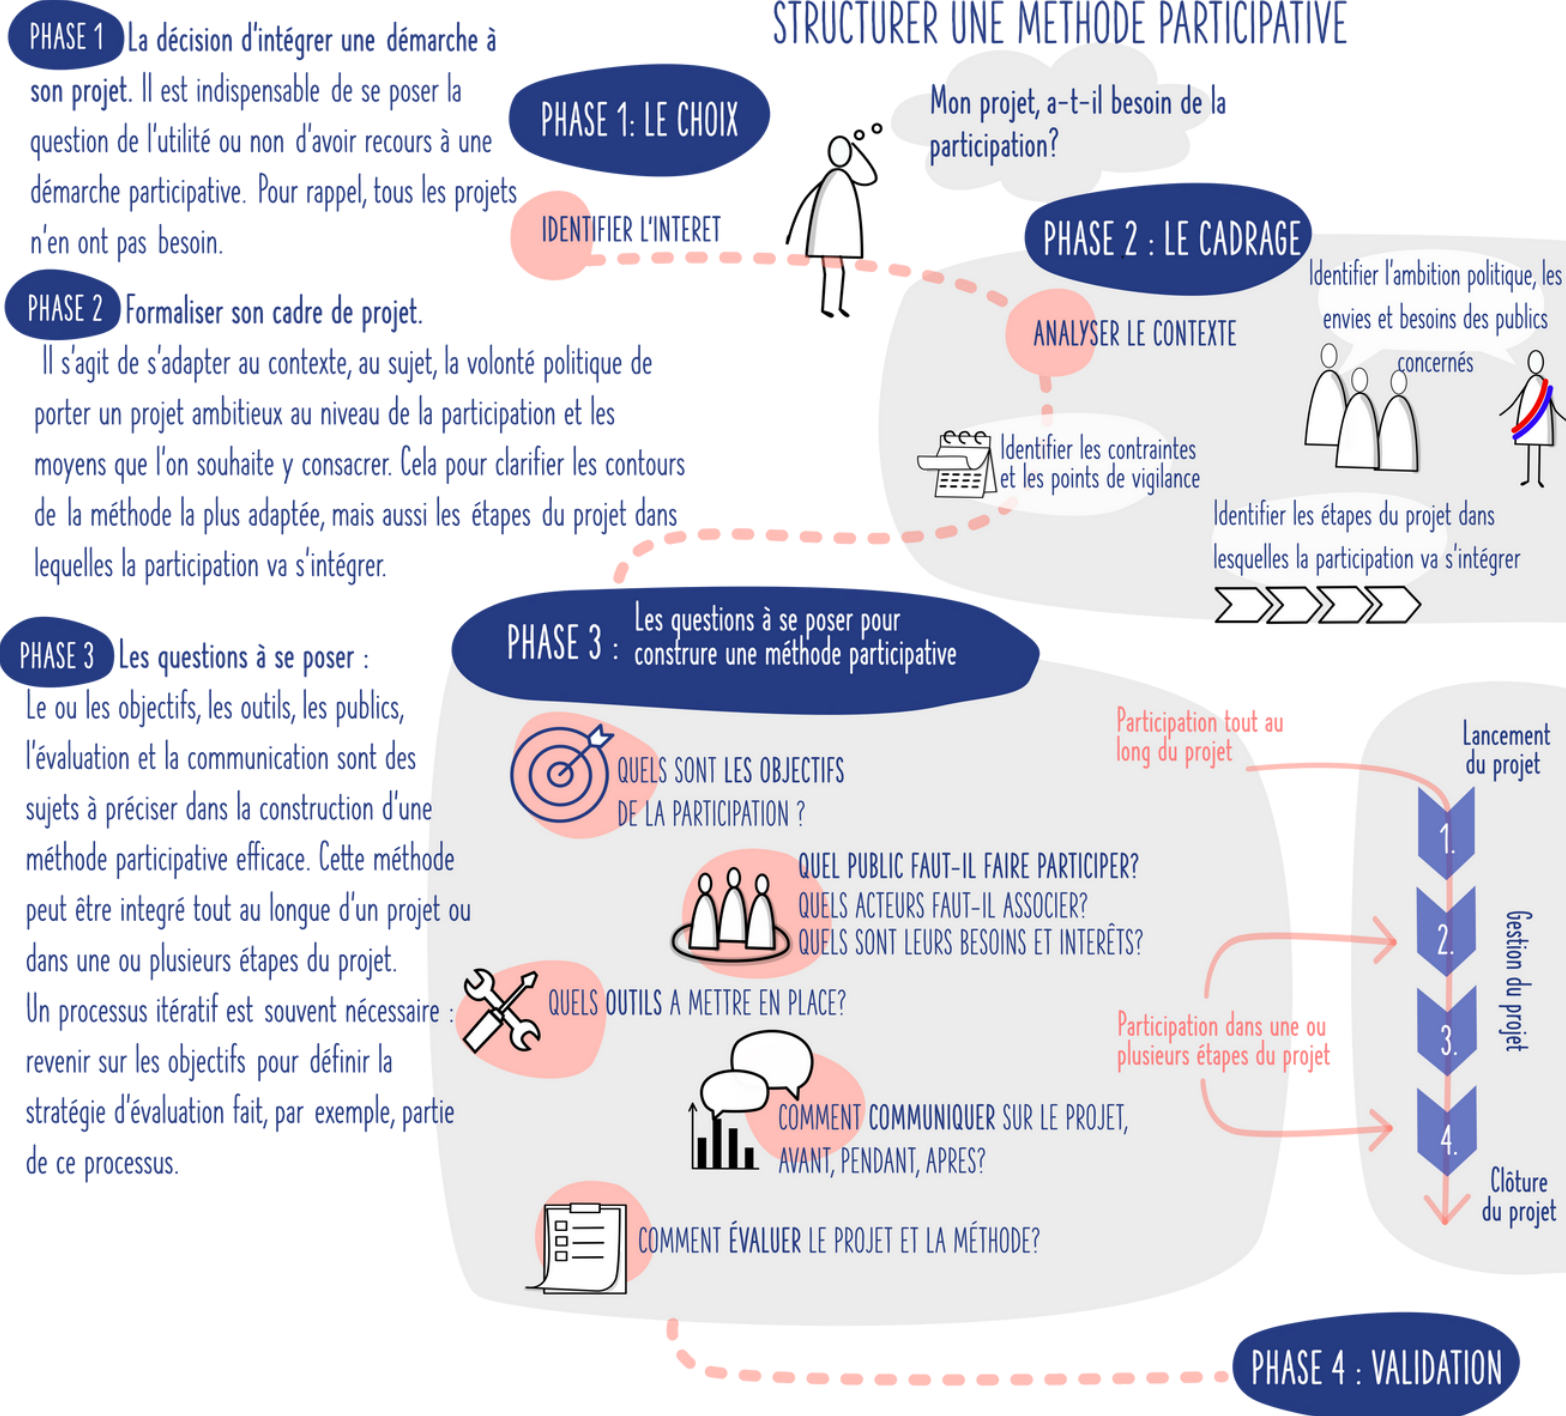 STRUCTURER UNE METHODE PARTICIPATIVE
PHASE 1 La décision d'intégrer une démarche à
son projet. Il est indispensable de se poser la
question de l'utilité ou non d'avoir recours à une
démarche participative. Pour rappel, tous les projets
n'en ont pas besoin.
PHASE 2 Formaliser son cadre de projet.
Il s'agit de s'adapter au contexte, au sujet, la volonté politique de
porter un projet ambitieux au niveau de la participation et les
moyens que l'on souhaite y consacrer. Cela pour clarifier les contours
de la méthode la plus adaptée, mais aussi les étapes du projet dans
lequelles la participation va s'intégrer.
PHASE 3 Les questions à se poser :
Le ou les objectifs, les outils, les publics,
l'évaluation et la communication sont des
sujets à préciser dans la construction d'une
méthode participative efficace. Cette méthode
peut être integré tout au longue d'un projet ou
dans une ou plusieurs étapes du projet.
Un processus itératif est souvent nécessaire :
revenir sur les objectifs pour définir la
stratégie d'évaluation fait, par exemple, partie
de ce processus.
PHASE 1: LE CHOIX
Mon projet, a-t-il besoin de la
participation?
IDENTIFIER L'INTERET
PHASE 2 : LE CADRAGE
ANALYSER LE CONTEXTE
Identifier l'ambition politique, les
envies et besoins des publics
concernés
Identifier les contraintes
et les points de vigilance
Identifier les étapes du projet dans
lesquelles la participation va s'intégrer
PHASE 3 :
Les questions à se poser pour
construre une méthode participative
QUELS SONT LES OBJECTIFS
DE LA PARTICIPATION ?
QUEL PUBLIC FAUT-IL FAIRE PARTICIPER?
QUELS ACTEURS FAUT-IL ASSOCIER?
QUELS SONT LEURS BESOINS ET INTERÊTS?
QUELS OUTILS A METTRE EN PLACE?
COMMENT COMMUNIQUER SUR LE PROJET,
AVANT, PENDANT, APRES?
COMMENT ÉVALUER LE PROJET ET LA MÉTHODE?
Participation tout au
long du projet
Participation dans une ou
plusieurs étapes du projet
Lancement
du projet
1.
2.
3.
4.
Gestion du projet
Clôture
du projet
PHASE 4 : VALIDATION